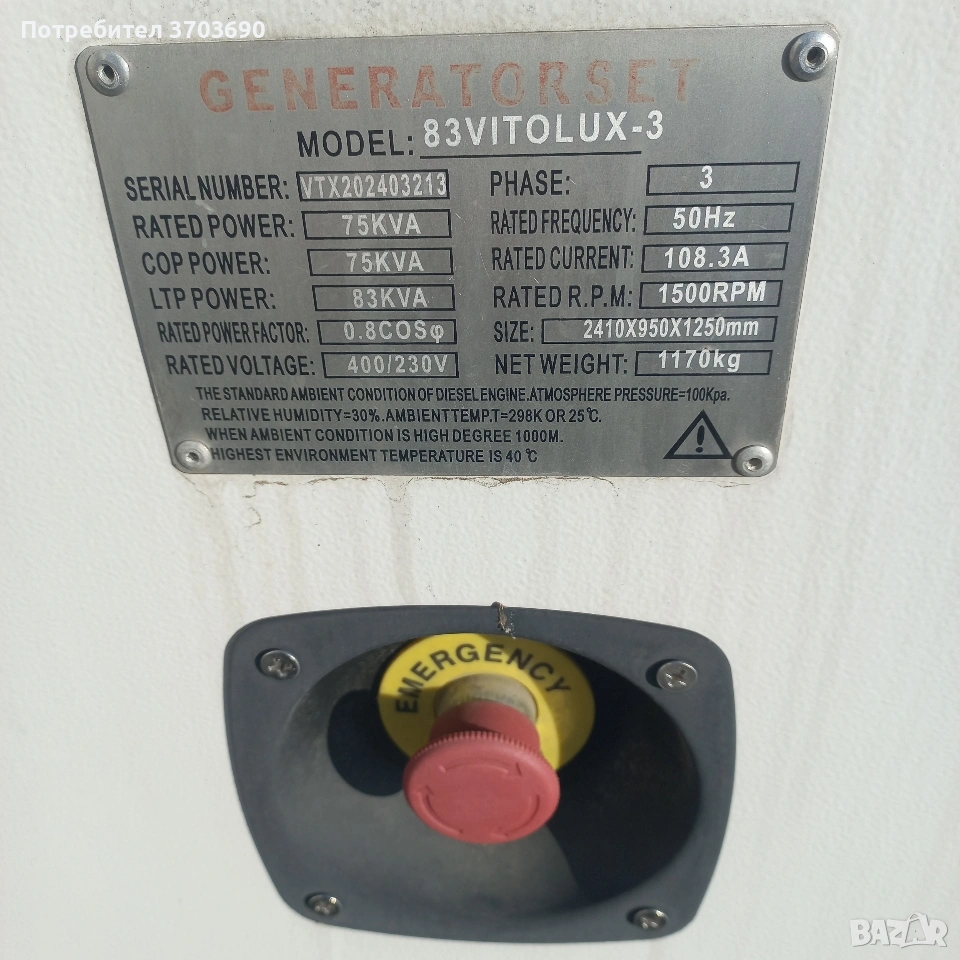 Потребител 3703690
GENERATORSET
MODEL: 83VITOLUX-3
SERIAL NUMBER: VTX202403213
PHASE: 3
RATED POWER: 75KVA
RATED FREQUENCY: 50Hz
COP POWER: 75KVA
RATED CURRENT: 108.3A
LTP POWER: 83KVA
RATED R.P.M: 1500RPM
RATED POWER FACTOR: 0.8COSφ
SIZE: 2410X950X1250mm
RATED VOLTAGE: 400/230V
NET WEIGHT: 1170kg
THE STANDARD AMBIENT CONDITION OF DIESEL ENGINE.ATMOSPHERE PRESSURE=100Kpa.
RELATIVE HUMIDITY=30%.AMBIENT TEMP.T=298K OR 25℃.
WHEN AMBIENT CONDITION IS HIGH DEGREE 1000M.
HIGHEST ENVIRONMENT TEMPERATURE IS 40℃
EMERGENCY
BAZAR